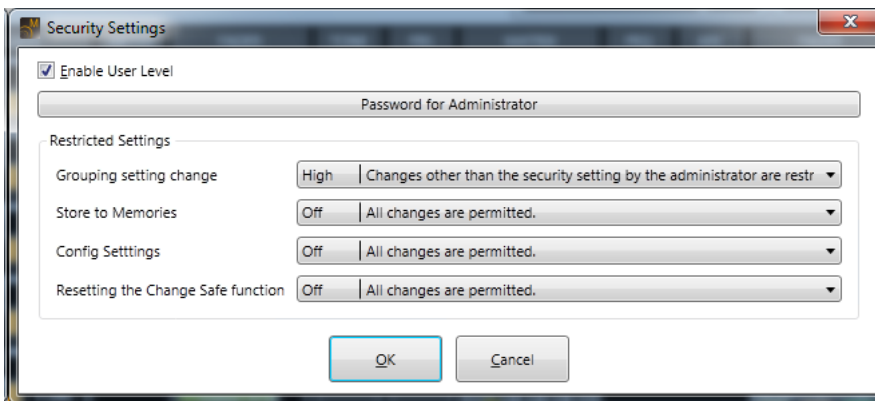 Security Settings
Enable User Level
Password for Administrator
Restricted Settings
Grouping setting change High Changes other than the security setting by the administrator are restr
Store to Memories Off All changes are permitted.
Config Setttings Off All changes are permitted.
Resetting the Change Safe function Off All changes are permitted.
OK Cancel